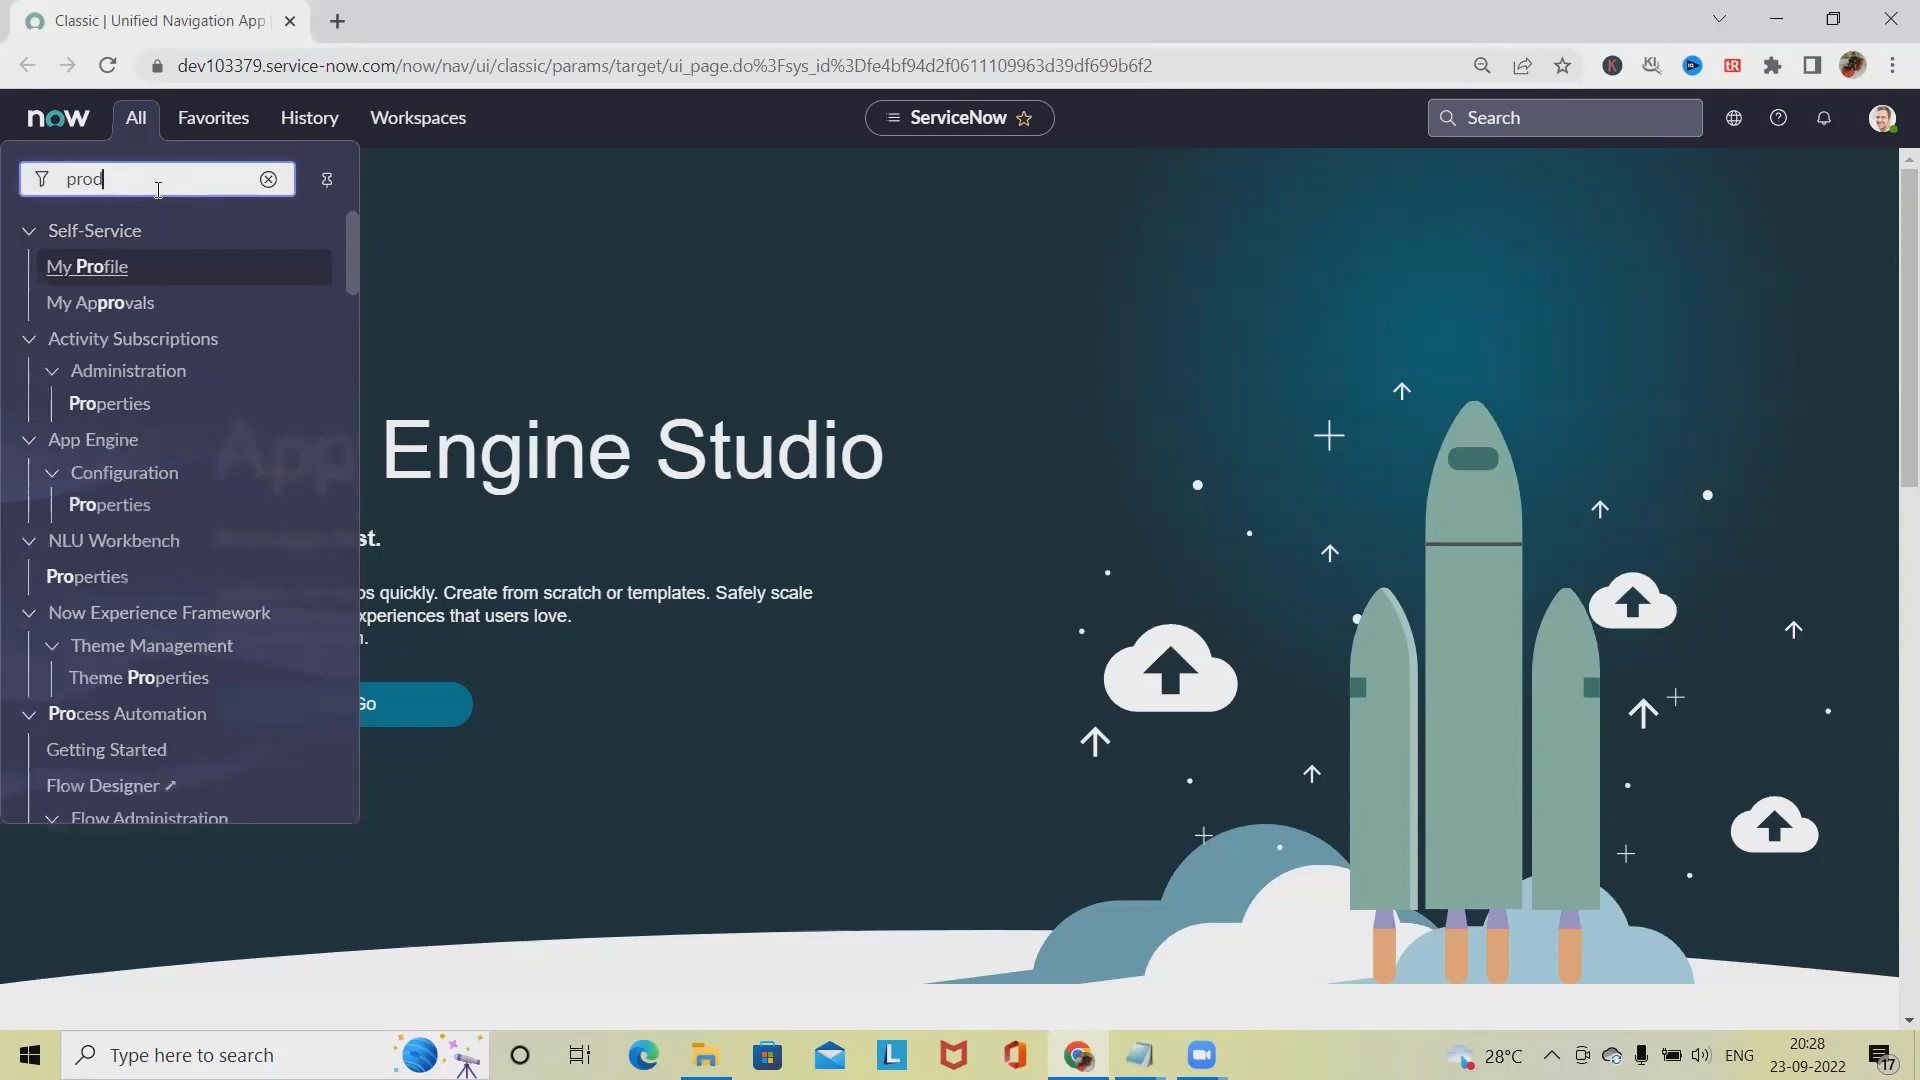 Classic | Unified Navigation App
dev103379.service-now.com/now/nav/ui/classic/params/target/ui_page.do%3Fsys_id%3Dfe4bf94d2f0611109963d39df699b6f2
now
All
Favorites
History
Workspaces
ServiceNow
Search
prod
Self-Service
My Profile
My Approvals
Activity Subscriptions
Administration
Properties
App Engine
Configuration
Properties
NLU Workbench
Properties
Now Experience Framework
Theme Management
Theme Properties
Process Automation
Getting Started
Flow Designer
Flow Administration
App Engine Studio
st.
os quickly. Create from scratch or templates. Safely scale
xperiences that users love.
Go
Type here to search
28°C
ENG
20:28
23-09-2022
17